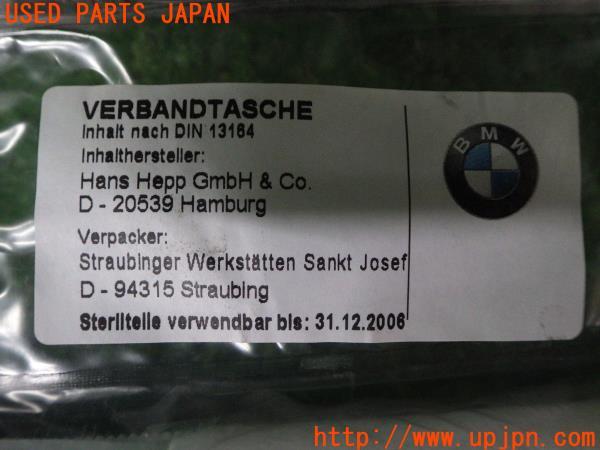 USED PARTS JAPAN
VERBANDTASCHE
Inhalt nach DIN 13164
Inhalthersteller:
Hans Hepp GmbH & Co.
D - 20539 Hamburg
Verpacker:
Straubinger Werkstätten Sankt Josef
D - 94315 Straubing
Sterilteile verwendbar bis: 31.12.2006
BMW
http://www.upjpn.com/